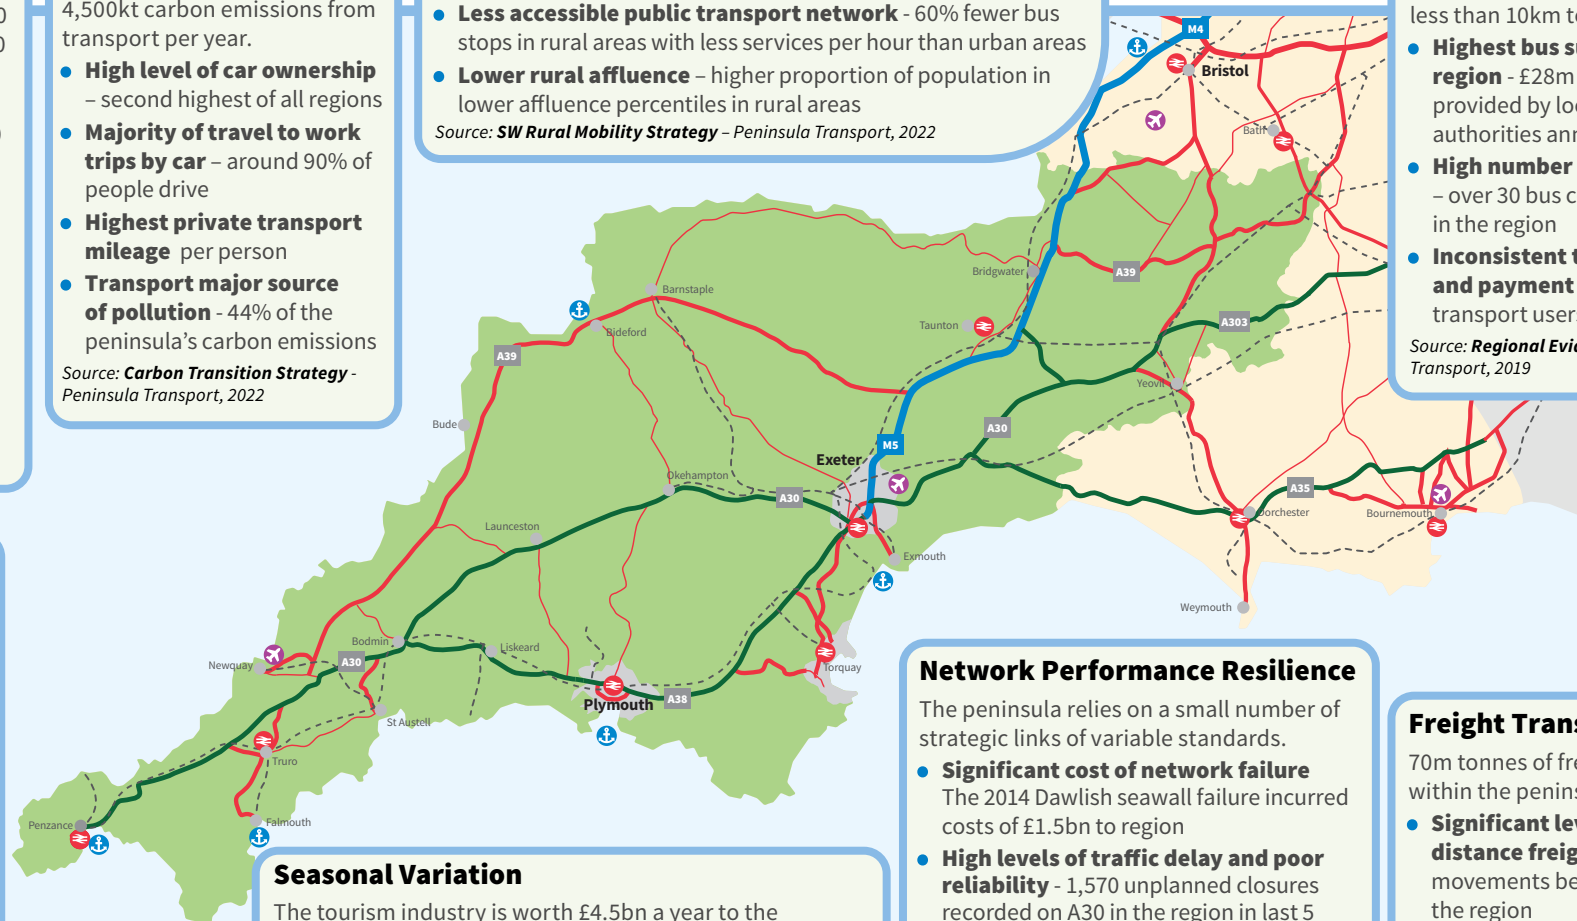 4,500kt carbon emissions from
transport per year.
High level of car ownership
– second highest of all regions
Majority of travel to work
trips by car – around 90% of
people drive
Highest private transport
mileage per person
Transport major source
of pollution - 44% of the
peninsula’s carbon emissions
Source: Carbon Transition Strategy -
Peninsula Transport, 2022
Less accessible public transport network - 60% fewer bus
stops in rural areas with less services per hour than urban areas
Lower rural affluence – higher proportion of population in
lower affluence percentiles in rural areas
Source: SW Rural Mobility Strategy – Peninsula Transport, 2022
less than 10km
Highest bus
region - £28m
provided by
authorities
High number
– over 30 bus
in the region
Inconsistent
and payment
transport
Source: Regional
Transport, 2019
M4
Bristol
Bath
Bridgwater
A39
Taunton
A303
Barnstaple
Bideford
A39
Yeovil
Bude
A30
M5
Exeter
Okehampton
A30
A35
Dorchester
Bournemouth
Launceston
Exmouth
Weymouth
Bodmin
Liskeard
Newquay
A30
Torquay
Plymouth
A38
St Austell
Truro
Penzance
Falmouth
Network Performance Resilience
The peninsula relies on a small number of
strategic links of variable standards.
Significant cost of network failure
The 2014 Dawlish seawall failure incurred
costs of £1.5bn to region
High levels of traffic delay and poor
reliability - 1,570 unplanned closures
recorded on A30 in the region in last 5
Freight
70m tonnes of
within the
Significant
distance
movements
the region
Seasonal Variation
The tourism industry is worth £4.5bn a year to the